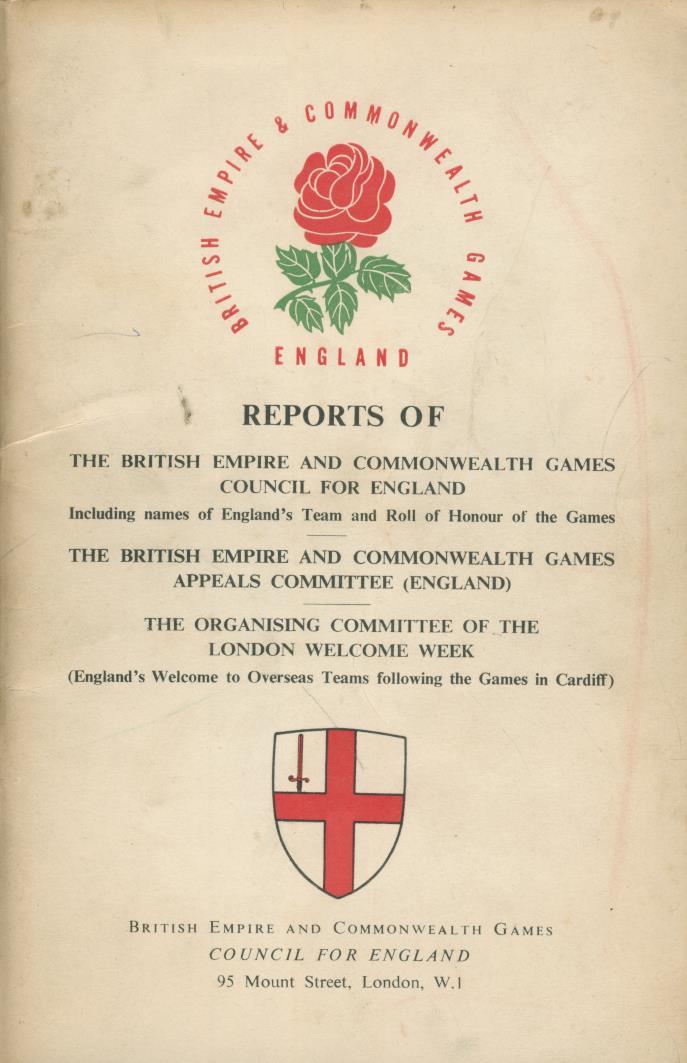 BRITISH EMPIRE & COMMONWEALTH GAMES
ENGLAND
REPORTS OF
THE BRITISH EMPIRE AND COMMONWEALTH GAMES
COUNCIL FOR ENGLAND
Including names of England's Team and Roll of Honour of the Games
THE BRITISH EMPIRE AND COMMONWEALTH GAMES
APPEALS COMMITTEE (ENGLAND)
THE ORGANISING COMMITTEE OF THE
LONDON WELCOME WEEK
(England's Welcome to Overseas Teams following the Games in Cardiff)
BRITISH EMPIRE AND COMMONWEALTH GAMES
COUNCIL FOR ENGLAND
95 Mount Street, London, W.1